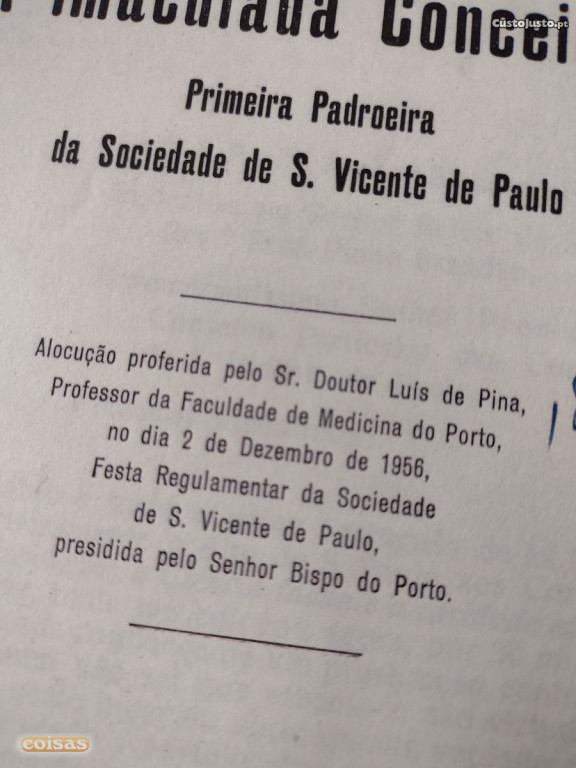 Imaculada Concei
Primeira Padroeira
da Sociedade de S. Vicente de Paulo
Alocução proferida pelo Sr. Doutor Luís de Pina,
Professor da Faculdade de Medicina do Porto,
no dia 2 de Dezembro de 1956,
Festa Regulamentar da Sociedade
de S. Vicente de Paulo,
presidida pelo Senhor Bispo do Porto.
CustoJusto.pt
coisas